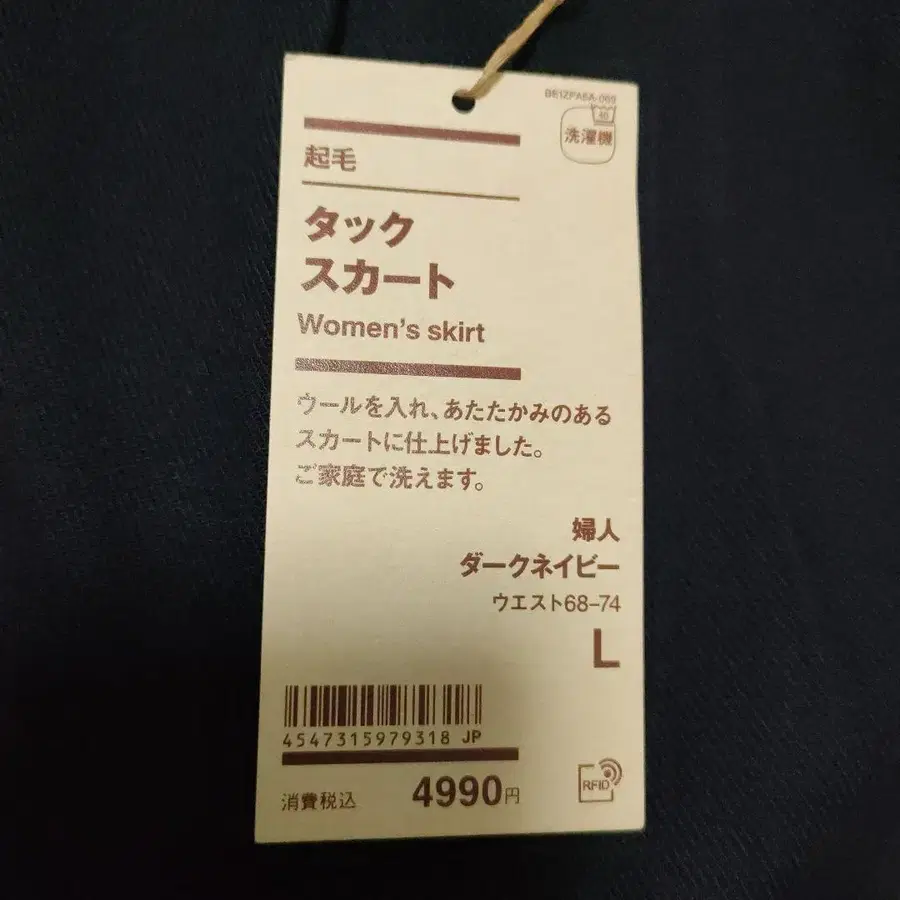 40
洗濯機
起毛
タック
スカート
Women's skirt
ウールを入れ、あたたかみのある
スカートに仕上げました。
ご家庭で洗えます。
婦人
ダークネイビー
ウエスト68-74
L
4547315979318 JP
消費税込 4990円
RFID